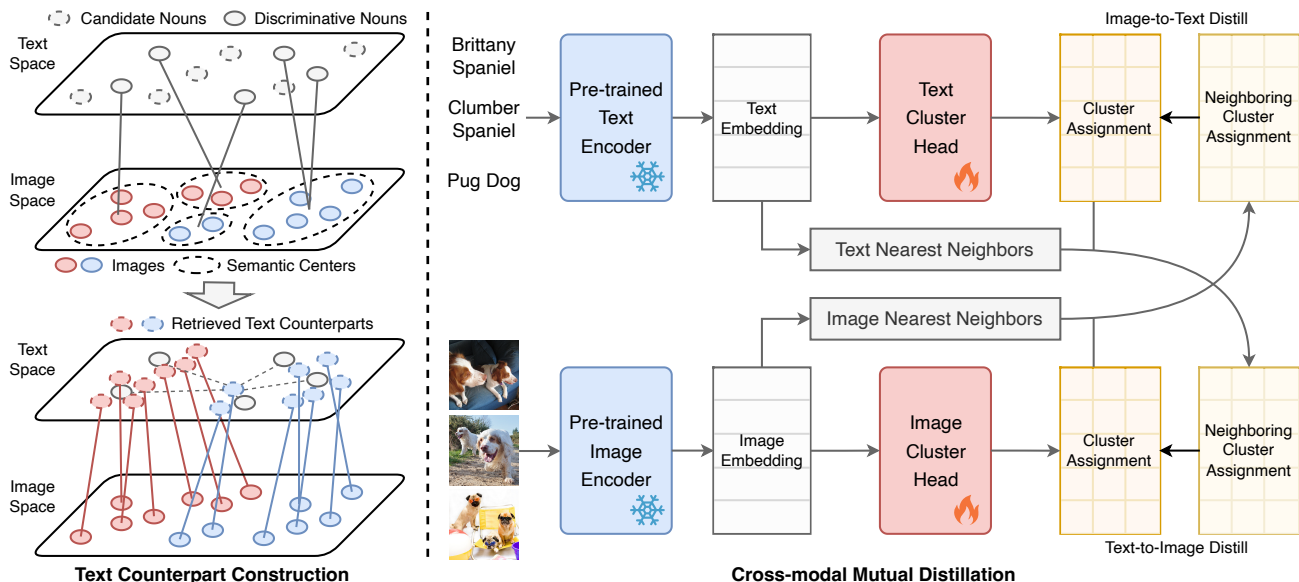 Candidate Nouns
Discriminative Nouns
Text
Space
Image
Space
Images
Semantic Centers
Retrieved Text Counterparts
Text
Space
Image
Space
Text Counterpart Construction
Image-to-Text Distill
Brittany
Spaniel
Clumber
Spaniel
Pug Dog
Pre-trained
Text
Encoder
Text
Embedding
Text
Cluster
Head
Cluster
Assignment
Neighboring
Cluster
Assignment
Text Nearest Neighbors
Image Nearest Neighbors
Pre-trained
Image
Encoder
Image
Embedding
Image
Cluster
Head
Cluster
Assignment
Neighboring
Cluster
Assignment
Text-to-Image Distill
Cross-modal Mutual Distillation